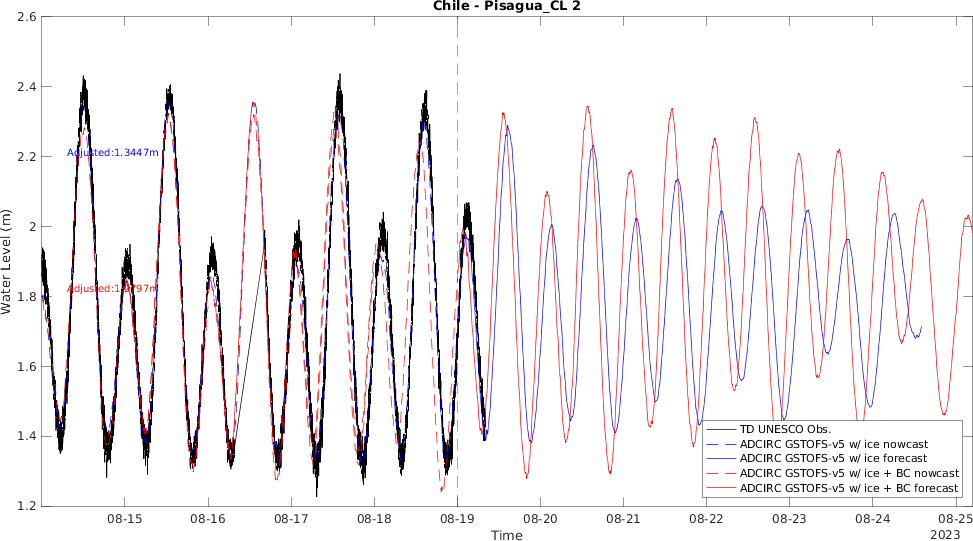 Chile - Pisagua_CL 2
2.6
2.4
2.2
2
1.8
1.6
1.4
1.2
Water Level (m)
Adjusted:1.3447m
08-15
08-16
08-17
08-18
08-19
08-20
08-21
08-22
08-23
08-24
08-25
2023
Time
TD UNESCO Obs.
ADCIRC GSTOFS-v5 w/ ice nowcast
ADCIRC GSTOFS-v5 w/ ice forecast
ADCIRC GSTOFS-v5 w/ ice + BC nowcast
ADCIRC GSTOFS-v5 w/ ice + BC forecast